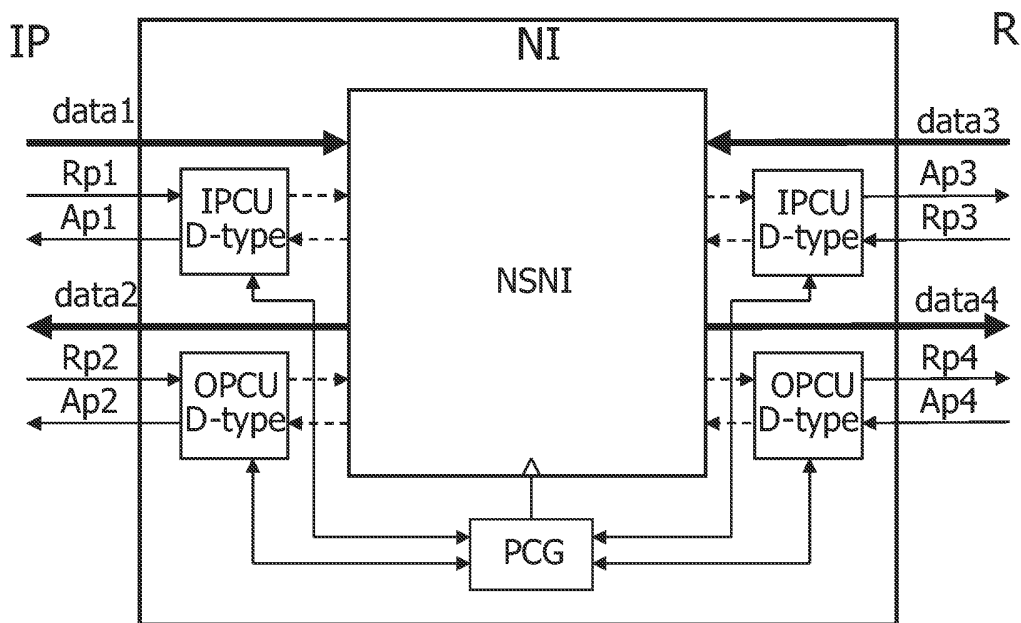 IP
NI
R
data1
data3
Rp1
Ap3
IPCU
D-type
IPCU
D-type
Ap1
Rp3
NSNI
data2
data4
Rp2
Rp4
OPCU
D-type
OPCU
D-type
Ap2
Ap4
PCG